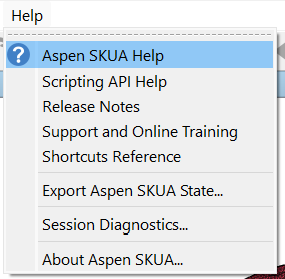 Help
Aspen SKUA Help
Scripting API Help
Release Notes
Support and Online Training
Shortcuts Reference
Export Aspen SKUA State...
Session Diagnostics...
About Aspen SKUA...